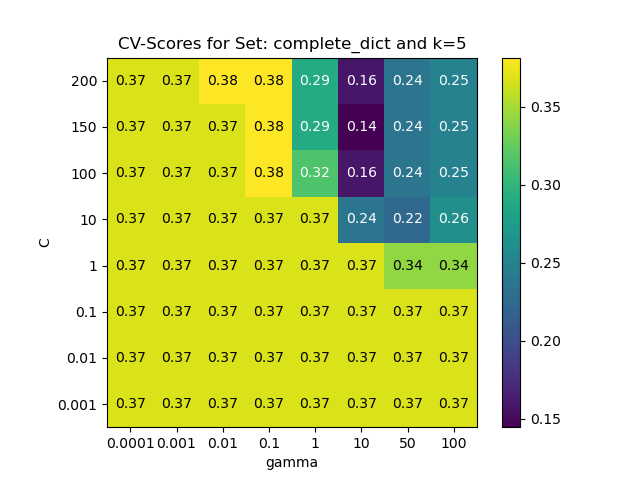 CV-Scores for Set: complete_dict and k=5
200 0.37 0.37 0.38 0.38 0.29 0.16 0.24 0.25
150 0.37 0.37 0.37 0.38 0.29 0.14 0.24 0.25
100 0.37 0.37 0.37 0.38 0.32 0.16 0.24 0.25
10 0.37 0.37 0.37 0.37 0.37 0.24 0.22 0.26
1 0.37 0.37 0.37 0.37 0.37 0.37 0.34 0.34
0.1 0.37 0.37 0.37 0.37 0.37 0.37 0.37 0.37
0.01 0.37 0.37 0.37 0.37 0.37 0.37 0.37 0.37
0.001 0.37 0.37 0.37 0.37 0.37 0.37 0.37 0.37
0.0001 0.001 0.01 0.1 1 10 50 100
gamma
C
0.35
0.30
0.25
0.20
0.15